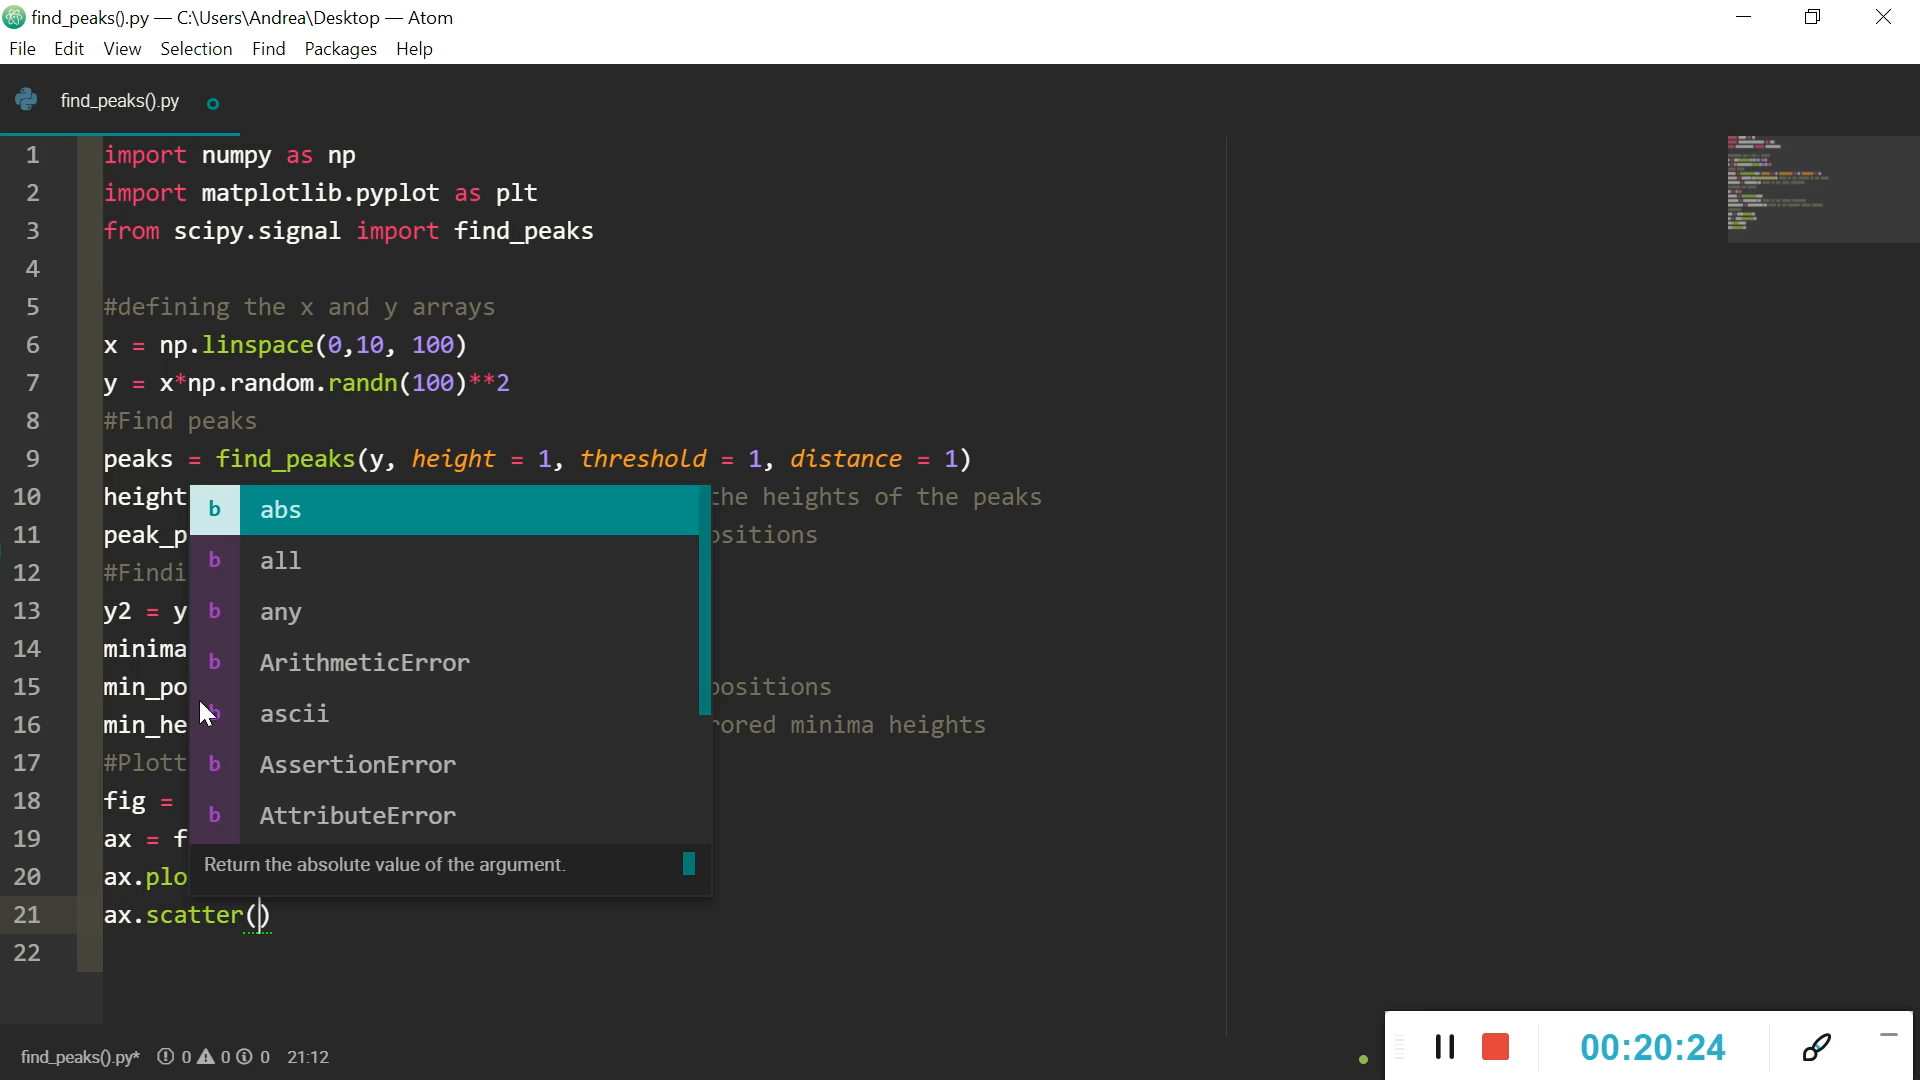 find_peaks().py — C:\Users\Andrea\Desktop — Atom
File Edit View Selection Find Packages Help
find_peaks().py
1 import numpy as np
2 import matplotlib.pyplot as plt
3 from scipy.signal import find_peaks
4
5 #defining the x and y arrays
6 x = np.linspace(0,10, 100)
7 y = x*np.random.randn(100)**2
8 #Find peaks
9 peaks = find_peaks(y, height = 1, threshold = 1, distance = 1)
10 height the heights of the peaks
11 peak_p ositions
12 #Findi
13 y2 = y
14 minima
15 min_po positions
16 min_he rored minima heights
17 #Plott
18 fig =
19 ax = f
20 ax.plo
21 ax.scatter()
22
b abs
b all
b any
b ArithmeticError
b ascii
b AssertionError
b AttributeError
Return the absolute value of the argument.
find_peaks().py* 0 0 0 21:12
00:20:24